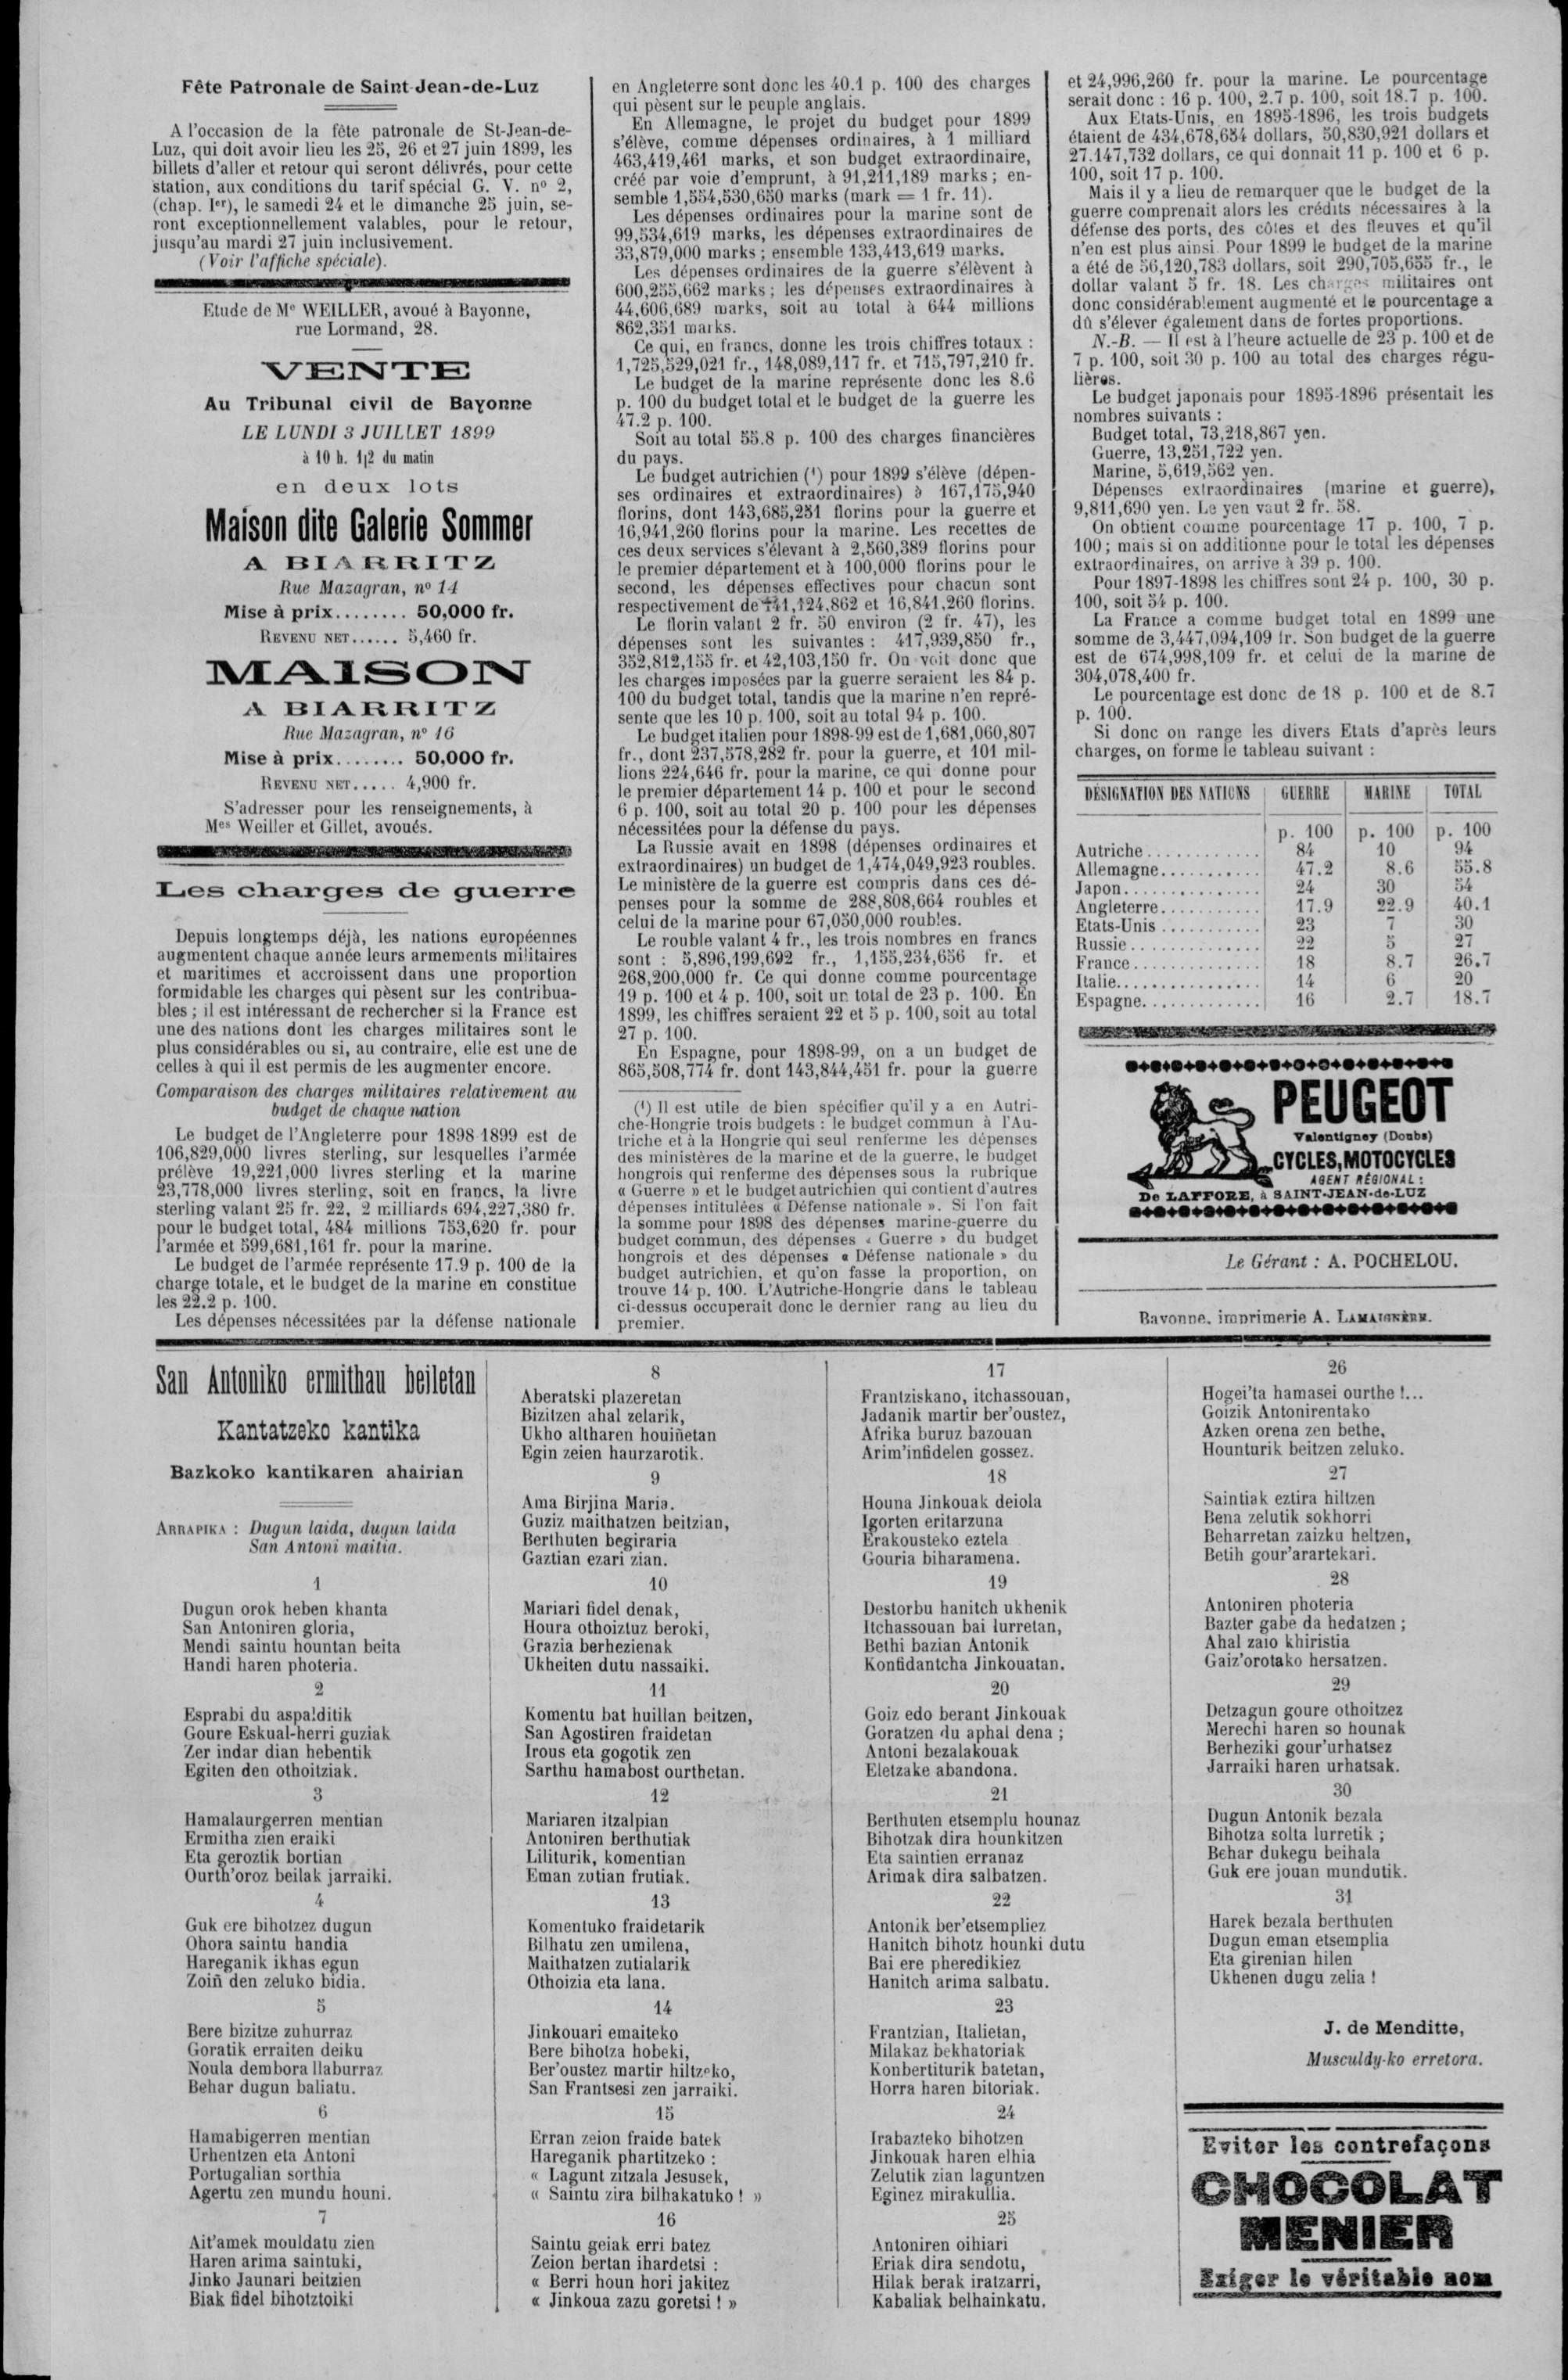 Fête Patronale de Saint-Jean-de-Luz
A l'occasion de la fête patronale de St-Jean-de-
Luz, qui doit avoir lieu les 25, 26 et 27 juin 1899, les
billets d'aller et retour qui seront délivrés, pour cette
station, aux conditions du tarif spécial G. V. nº 2,
(chap. Ier), le samedi 24 et le dimanche 25 juin, se-
ront exceptionnellement valables, pour le retour,
jusqu'au mardi 27 juin inclusivement.
(Voir l'affiche spéciale).
Etude de Me WEILLER, avoué à Bayonne,
rue Lormand, 28.
VENTE
Au Tribunal civil de Bayonne
LE LUNDI 3 JUILLET 1899
à 10 h. 1|2 du matin
en deux lots
Maison dite Galerie Sommer
A BIARRITZ
Rue Mazagran, nº 14
Mise à prix........ 50,000 fr.
REVENU NET...... 5,460 fr.
MAISON
A BIARRITZ
Rue Mazagran, nº 16
Mise à prix........ 50,000 fr.
REVENU NET..... 4,900 fr.
S'adresser pour les renseignements, à
Mes Weiller et Gillet, avoués.
Les charges de guerre
Depuis longtemps déjà, les nations européennes
augmentent chaque année leurs armements militaires
et maritimes et accroissent dans une proportion
formidable les charges qui pèsent sur les contribua-
bles ; il est intéressant de rechercher si la France est
une des nations dont les charges militaires sont le
plus considérables ou si, au contraire, elle est une de
celles à qui il est permis de les augmenter encore.
Comparaison des charges militaires relativement au
budget de chaque nation
Le budget de l'Angleterre pour 1898-1899 est de
106,829,000 livres sterling, sur lesquelles l'armée
prélève 19,221,000 livres sterling et la marine
23,778,000 livres sterling, soit en francs, la livre
sterling valant 25 fr. 22, 2 milliards 694,227,380 fr.
pour le budget total, 484 millions 753,620 fr. pour
l'armée et 599,681,161 fr. pour la marine.
Le budget de l'armée représente 17.9 p. 100 de la
charge totale, et le budget de la marine en constitue
les 22.2 p. 100.
Les dépenses nécessitées par la défense nationale
en Angleterre sont donc les 40.1 p. 100 des charges
qui pèsent sur le peuple anglais.
En Allemagne, le projet du budget pour 1899
s'élève, comme dépenses ordinaires, à 1 milliard
463,419,461 marks, et son budget extraordinaire,
créé par voie d'emprunt, à 91,211,189 marks ; en-
semble 1,554,530,650 marks (mark = 1 fr. 11).
Les dépenses ordinaires pour la marine sont de
99,534,619 marks, les dépenses extraordinaires de
33,879,000 marks ; ensemble 133,413,619 marks.
Les dépenses ordinaires de la guerre s'élèvent à
600,255,662 marks ; les dépenses extraordinaires à
44,606,689 marks, soit au total à 644 millions
862,351 marks.
Ce qui, en francs, donne les trois chiffres totaux :
1,725,529,021 fr., 148,089,117 fr. et 715,797,210 fr.
Le budget de la marine représente donc les 8.6
p. 100 du budget total et le budget de la guerre les
47.2 p. 100.
Soit au total 55.8 p. 100 des charges financières
du pays.
Le budget autrichien (1) pour 1899 s'élève (dépen-
ses ordinaires et extraordinaires) à 167,175,940
florins, dont 143,685,251 florins pour la guerre et
16,941,260 florins pour la marine. Les recettes de
ces deux services s'élevant à 2,560,389 florins pour
le premier département et à 100,000 florins pour le
second, les dépenses effectives pour chacun sont
respectivement de 141,124,862 et 16,841,260 florins.
Le florin valant 2 fr. 50 environ (2 fr. 47), les
dépenses sont les suivantes : 417,939,850 fr.,
352,812,155 fr. et 42,103,150 fr. On voit donc que
les charges imposées par la guerre seraient les 84 p.
100 du budget total, tandis que la marine n'en repré-
sente que les 10 p. 100, soit au total 94 p. 100.
Le budget italien pour 1898-99 est de 1,681,060,807
fr., dont 237,578,282 fr. pour la guerre, et 101 mil-
lions 224,646 fr. pour la marine, ce qui donne pour
le premier département 14 p. 100 et pour le second
6 p. 100, soit au total 20 p. 100 pour les dépenses
nécessitées pour la défense du pays.
La Russie avait en 1898 (dépenses ordinaires et
extraordinaires) un budget de 1,474,049,923 roubles.
Le ministère de la guerre est compris dans ces dé-
penses pour la somme de 288,808,664 roubles et
celui de la marine pour 67,050,000 roubles.
Le rouble valant 4 fr., les trois nombres en francs
sont : 5,896,199,692 fr., 1,155,234,656 fr. et
268,200,000 fr. Ce qui donne comme pourcentage
19 p. 100 et 4 p. 100, soit un total de 23 p. 100. En
1899, les chiffres seraient 22 et 5 p. 100, soit au total
27 p. 100.
En Espagne, pour 1898-99, on a un budget de
865,508,774 fr. dont 143,844,451 fr. pour la guerre
(1) Il est utile de bien spécifier qu'il y a en Autri-
che-Hongrie trois budgets : le budget commun à l'Au-
triche et à la Hongrie qui seul renferme les dépenses
des ministères de la marine et de la guerre, le budget
hongrois qui renferme des dépenses sous la rubrique
« Guerre » et le budget autrichien qui contient d'autres
dépenses intitulées « Défense nationale ». Si l'on fait
la somme pour 1898 des dépenses marine-guerre du
budget commun, des dépenses « Guerre » du budget
hongrois et des dépenses « Défense nationale » du
budget autrichien, et qu'on fasse la proportion, on
trouve 14 p. 100. L'Autriche-Hongrie dans le tableau
ci-dessus occuperait donc le dernier rang au lieu du
premier.
et 24,996,260 fr. pour la marine. Le pourcentage
serait donc : 16 p. 100, 2.7 p. 100, soit 18.7 p. 100.
Aux Etats-Unis, en 1895-1896, les trois budgets
étaient de 434,678,654 dollars, 50,830,921 dollars et
27.147,732 dollars, ce qui donnait 11 p. 100 et 6 p.
100, soit 17 p. 100.
Mais il y a lieu de remarquer que le budget de la
guerre comprenait alors les crédits nécessaires à la
défense des ports, des côtes et des fleuves et qu'il
n'en est plus ainsi. Pour 1899 le budget de la marine
a été de 56,120,783 dollars, soit 290,705,655 fr., le
dollar valant 5 fr. 18. Les charges militaires ont
donc considérablement augmenté et le pourcentage a
dû s'élever également dans de fortes proportions.
N.-B. — Il est à l'heure actuelle de 23 p. 100 et de
7 p. 100, soit 30 p. 100 au total des charges régu-
lières.
Le budget japonais pour 1895-1896 présentait les
nombres suivants :
Budget total, 73,218,867 yen.
Guerre, 13,251,722 yen.
Marine, 5,619,562 yen.
Dépenses extraordinaires (marine et guerre),
9,811,690 yen. Le yen vaut 2 fr. 58.
On obtient comme pourcentage 17 p. 100, 7 p.
100 ; mais si on additionne pour le total les dépenses
extraordinaires, on arrive à 39 p. 100.
Pour 1897-1898 les chiffres sont 24 p. 100, 30 p.
100, soit 54 p. 100.
La France a comme budget total en 1899 une
somme de 3,447,094,109 fr. Son budget de la guerre
est de 674,998,109 fr. et celui de la marine de
304,078,400 fr.
Le pourcentage est donc de 18 p. 100 et de 8.7
p. 100.
Si donc on range les divers Etats d'après leurs
charges, on forme le tableau suivant :
DÉSIGNATION DES NATIONS GUERRE MARINE TOTAL
p. 100 p. 100 p. 100
Autriche............ 84 10 94
Allemagne........... 47.2 8.6 55.8
Japon............... 24 30 54
Angleterre........... 17.9 22.9 40.1
Etats-Unis........... 23 7 30
Russie.............. 22 5 27
France.............. 18 8.7 26.7
Italie................ 14 6 20
Espagne............. 16 2.7 18.7
PEUGEOT
Valentigney (Doubs)
CYCLES, MOTOCYCLES
AGENT RÉGIONAL :
De LAFFORE, à SAINT-JEAN-de-LUZ
Le Gérant : A. POCHELOU.
Bayonne, imprimerie A. LAMAIGNÈRE.
San Antoniko ermithau beiletan
Kantatzeko kantika
Bazkoko kantikaren ahairian
ARRAPIKA : Dugun laida, dugun laida
San Antoni maitia.
1
Dugun orok heben khanta
San Antoniren gloria,
Mendi saintu hountan beita
Handi haren photeria.
2
Esprabi du aspalditik
Goure Eskual-herri guziak
Zer indar dian hebentik
Egiten den othoitziak.
3
Hamalaurgerren mentian
Ermitha zien eraiki
Eta geroztik bortian
Ourth'oroz beilak jarraiki.
4
Guk ere bihotzez dugun
Ohora saintu handia
Hareganik ikhas egun
Zoiñ den zeluko bidia.
5
Bere bizitze zuhurraz
Goratik erraiten deiku
Noula dembora llaburraz
Behar dugun baliatu.
6
Hamabigerren mentian
Urhentzen eta Antoni
Portugalian sorthia
Agertu zen mundu houni.
7
Ait'amek mouldatu zien
Haren arima saintuki,
Jinko Jaunari beitzien
Biak fidel bihotztoiki
8
Aberatski plazeretan
Bizitzen ahal zelarik,
Ukho altharen houiñetan
Egin zeien haurzarotik.
9
Ama Birjina Maria.
Guziz maithatzen beitzian,
Berthuten begiraria
Gaztian ezari zian.
10
Mariari fidel denak,
Houra othoiztuz beroki,
Grazia berhezienak
Ukheiten dutu nassaiki.
11
Komentu bat huillan beitzen,
San Agostiren fraidetan
Irous eta gogotik zen
Sarthu hamabost ourthetan.
12
Mariaren itzalpian
Antoniren berthutiak
Liliturik, komentian
Eman zutian frutiak.
13
Komentuko fraidetarik
Bilhatu zen umilena,
Maithatzen zutialarik
Othoizia eta lana.
14
Jinkouari emaiteko
Bere bihotza hobeki,
Ber'oustez martir hiltzeko,
San Frantsesi zen jarraiki.
15
Erran zeion fraide batek
Hareganik phartitzeko :
« Lagunt zitzala Jesusek,
« Saintu zira bilhakatuko ! »
16
Saintu geiak erri batez
Zeion bertan ihardetsi :
« Berri houn hori jakitez
« Jinkoua zazu goretsi ! »
17
Frantziskano, itchassouan,
Jadanik martir ber'oustez,
Afrika buruz bazouan
Arim'infidelen gossez.
18
Houna Jinkouak deiola
Igorten eritarzuna
Erakousteko eztela
Gouria biharamena.
19
Destorbu hanitch ukhenik
Itchassouan bai lurretan,
Bethi bazian Antonik
Konfidantcha Jinkouatan.
20
Goiz edo berant Jinkouak
Goratzen du aphal dena ;
Antoni bezalakouak
Eletzake abandona.
21
Berthuten etsemplu hounaz
Bihotzak dira hounkitzen
Eta saintien erranaz
Arimak dira salbatzen.
22
Antonik ber'etsempliez
Hanitch bihotz hounki dutu
Bai ere pheredikiez
Hanitch arima salbatu.
23
Frantzian, Italietan,
Milakaz bekhatoriak
Konbertiturik batetan,
Horra haren bitoriak.
24
Irabazteko bihotzen
Jinkouak haren elhia
Zelutik zian laguntzen
Eginez mirakullia.
25
Antoniren oihiari
Eriak dira sendotu,
Hilak berak iratzarri,
Kabaliak belhainkatu.
26
Hogei'ta hamasei ourthe !...
Goizik Antonirentako
Azken orena zen bethe,
Hounturik beitzen zeluko.
27
Saintiak eztira hiltzen
Bena zelutik sokhorri
Beharretan zaizku heltzen,
Betih gour'arartekari.
28
Antoniren photeria
Bazter gabe da hedatzen ;
Ahal zaio khiristia
Gaiz'orotako hersatzen.
29
Detzagun goure othoitzez
Merechi haren so hounak
Berheziki gour'urhatsez
Jarraiki haren urhatsak.
30
Dugun Antonik bezala
Bihotza solta lurretik ;
Behar dukegu beihala
Guk ere jouan mundutik.
31
Harek bezala berthuten
Dugun eman etsemplia
Eta girenian hilen
Ukhenen dugu zelia !
J. de Menditte,
Musculdy-ko erretora.
Eviter les contrefaçons
CHOCOLAT
MENIER
Exiger le véritable nom